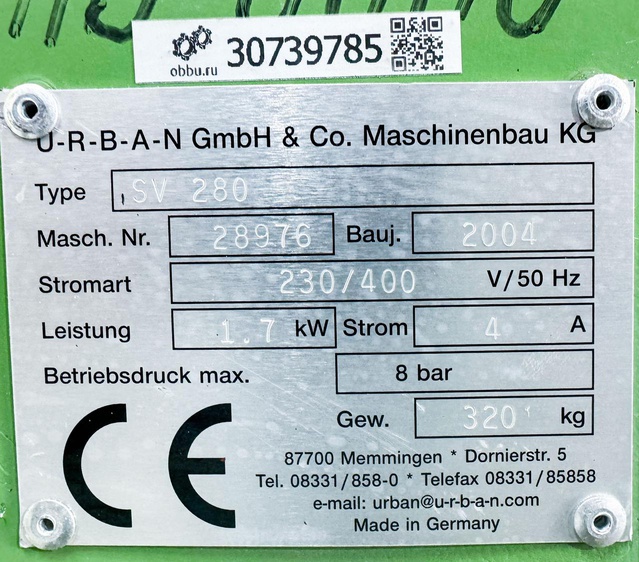 obbu.ru 30739785
U-R-B-A-N GmbH & Co. Maschinenbau KG
Type SV 280
Masch. Nr. 28976 Bauj. 2004
Stromart 230/400 V/50 Hz
Leistung 1.7 kW Strom 4 A
Betriebsdruck max. 8 bar
Gew. 320 kg
CE
87700 Memmingen * Dornierstr. 5
Tel. 08331/858-0 * Telefax 08331/85858
e-mail: urban@u-r-b-a-n.com
Made in Germany